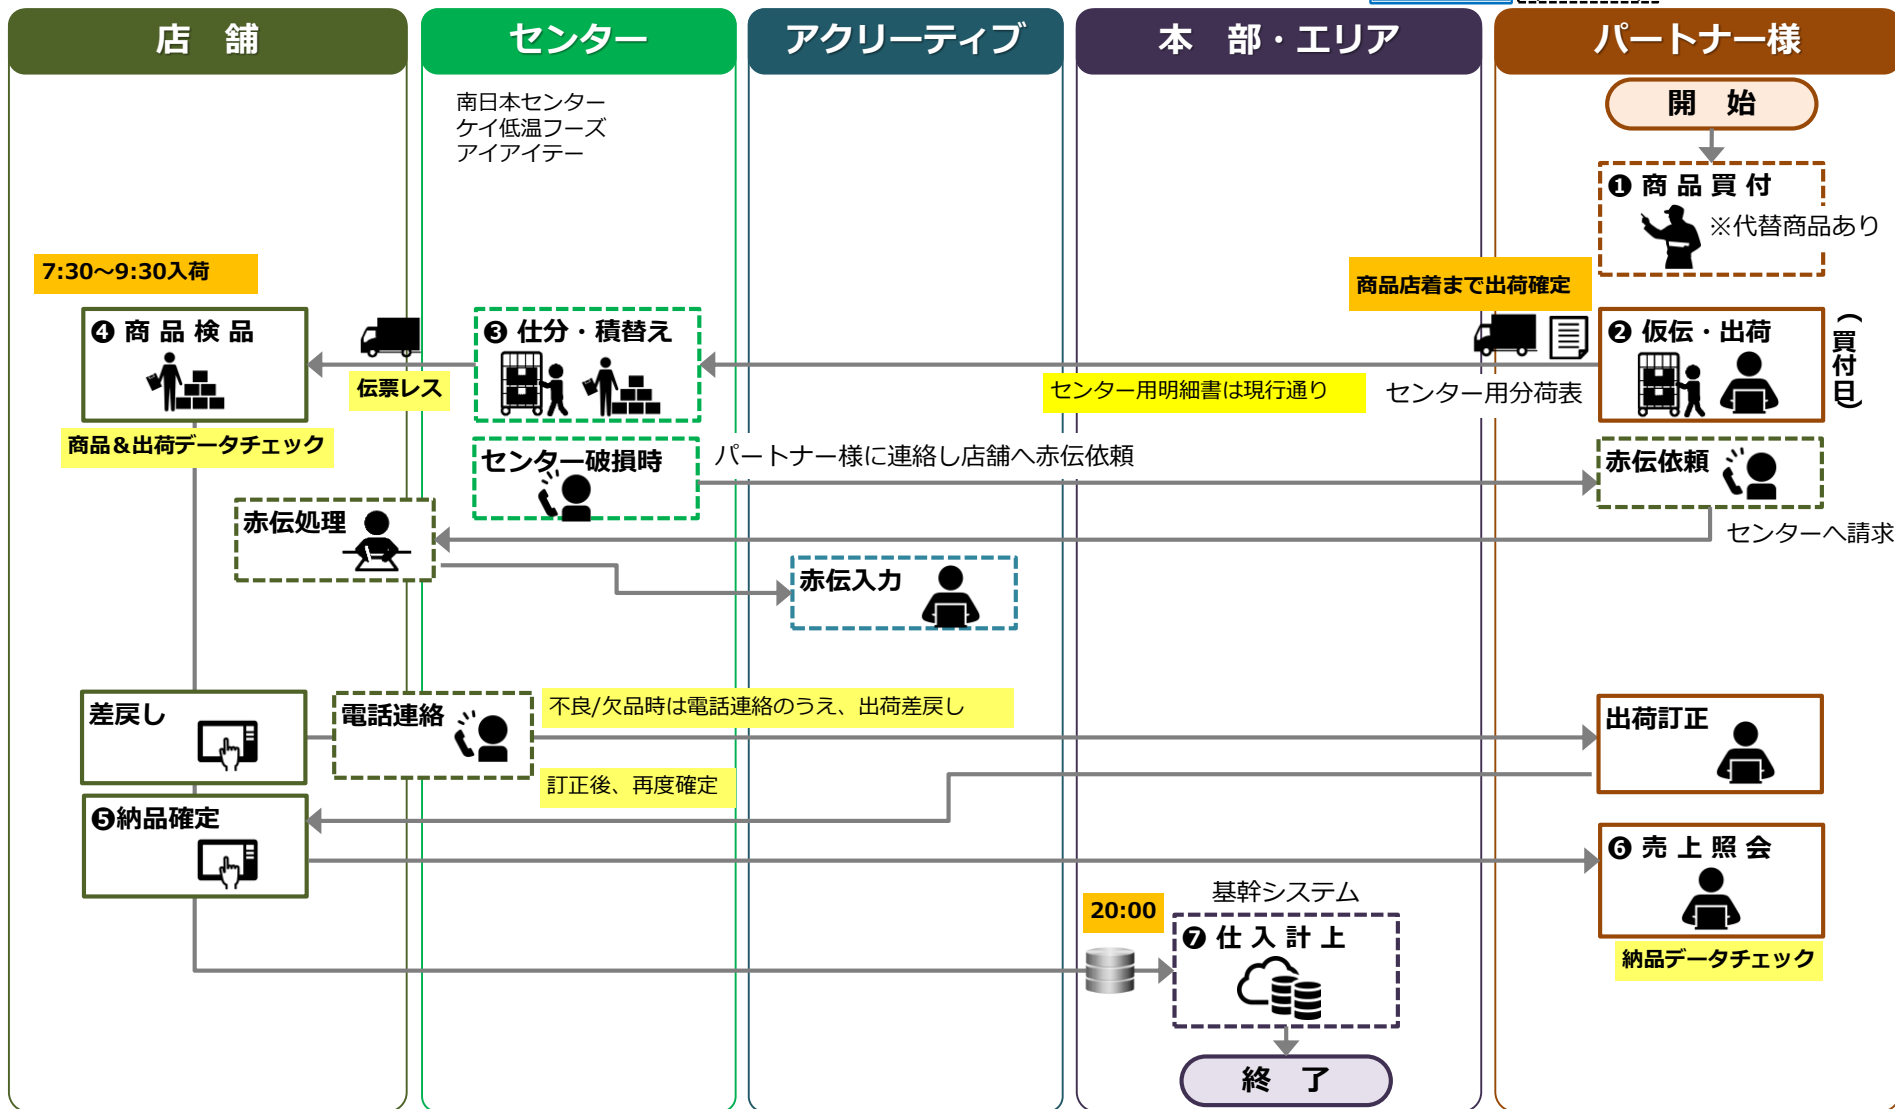 店　舗
センター
アクリーティブ
本　部・エリア
パートナー様
南日本センター
ケイ低温フーズ
アイアイテー
開　始
❶ 商 品 買 付
※代替商品あり
7:30～9:30入荷
商品店着まで出荷確定
❹ 商 品 検 品
伝票レス
❸ 仕分・積替え
センター用明細書は現行通り
センター用分荷表
❷ 仮伝・出荷
（買付日）
商品＆出荷データチェック
センター破損時
パートナー様に連絡し店舗へ赤伝依頼
赤伝依頼
赤伝処理
センターへ請求
赤伝入力
差戻し
電話連絡
不良/欠品時は電話連絡のうえ、出荷差戻し
出荷訂正
訂正後、再度確定
❺納品確定
❻ 売 上 照 会
納品データチェック
基幹システム
20:00
❼ 仕 入 計 上
終　了